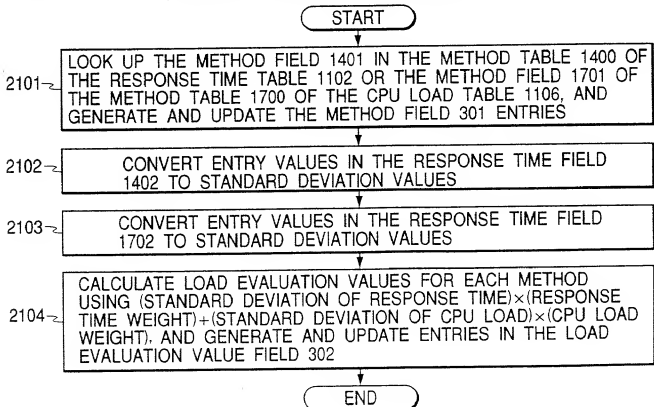 START
2101
LOOK UP THE METHOD FIELD 1401 IN THE METHOD TABLE 1400 OF
THE RESPONSE TIME TABLE 1102 OR THE METHOD FIELD 1701 OF
THE METHOD TABLE 1700 OF THE CPU LOAD TABLE 1106, AND
GENERATE AND UPDATE THE METHOD FIELD 301 ENTRIES
2102
CONVERT ENTRY VALUES IN THE RESPONSE TIME FIELD
1402 TO STANDARD DEVIATION VALUES
2103
CONVERT ENTRY VALUES IN THE RESPONSE TIME FIELD
1702 TO STANDARD DEVIATION VALUES
2104
CALCULATE LOAD EVALUATION VALUES FOR EACH METHOD
USING (STANDARD DEVIATION OF RESPONSE TIME)×(RESPONSE
TIME WEIGHT)+(STANDARD DEVIATION OF CPU LOAD)×(CPU LOAD
WEIGHT), AND GENERATE AND UPDATE ENTRIES IN THE LOAD
EVALUATION VALUE FIELD 302
END